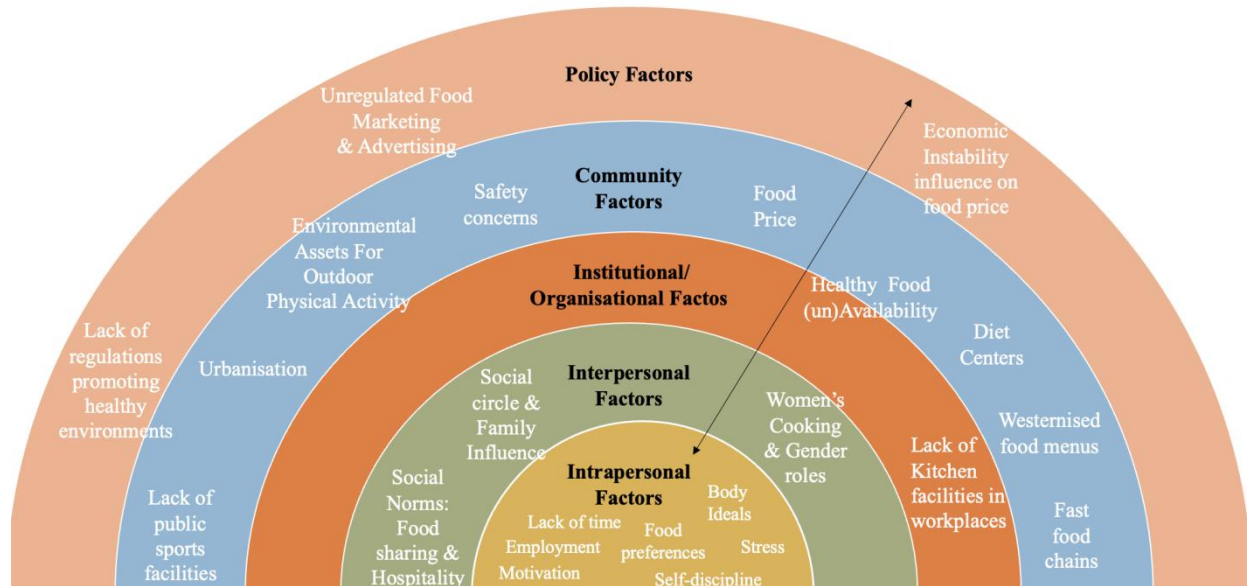 Policy Factors
Unregulated Food
Marketing
& Advertising
Economic
Instability
influence on
food price
Lack of
regulations
promoting
healthy
environments
Community
Factors
Safety
concerns
Food
Price
Environmental
Assets For
Outdoor
Physical Activity
Urbanisation
Lack of
public
sports
facilities
Healthy Food
(un)Availability
Diet
Centers
Westernised
food menus
Fast
food
chains
Institutional/
Organisational Factos
Lack of
Kitchen
facilities in
workplaces
Interpersonal
Factors
Social
circle &
Family
Influence
Social
Norms:
Food
sharing &
Hospitality
Women's
Cooking
& Gender
roles
Intrapersonal
Factors
Body
Ideals
Lack of time
Food
preferences
Employment
Stress
Motivation
Self-discipline